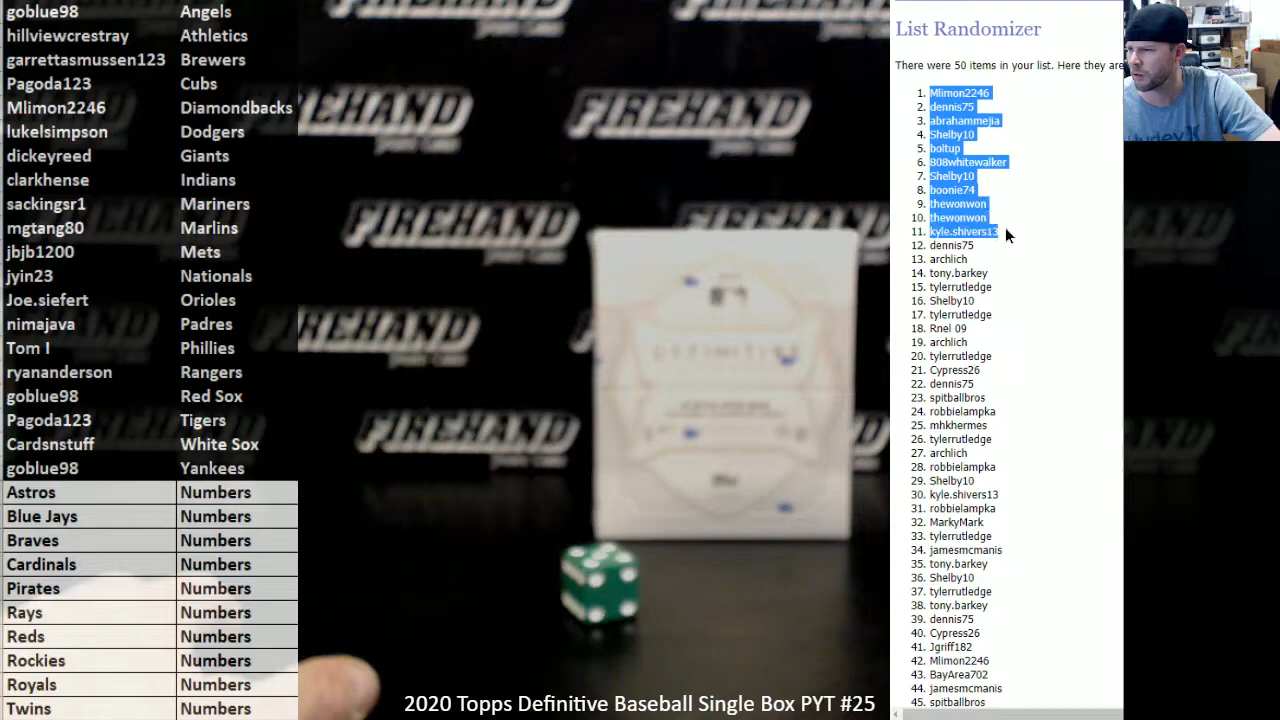 goblue98 Angels
hillviewcrestray Athletics
garrettasmussen123 Brewers
Pagoda123 Cubs
Mlimon2246 Diamondbacks
lukelsimpson Dodgers
dickeyreed Giants
clarkhense Indians
sackingsr1 Mariners
mgtang80 Marlins
jbjb1200 Mets
jyin23 Nationals
Joe.siefert Orioles
nimajava Padres
Tom I Phillies
ryananderson Rangers
goblue98 Red Sox
Pagoda123 Tigers
Cardsnstuff White Sox
goblue98 Yankees
Astros Numbers
Blue Jays Numbers
Braves Numbers
Cardinals Numbers
Pirates Numbers
Rays Numbers
Reds Numbers
Rockies Numbers
Royals Numbers
Twins Numbers
FIREHAND
FIREHAND
FIREHAND
FIREHAND
FIREHAND
DEFINITIVE
2020 Topps Definitive Baseball Single Box PYT #25
List Randomizer
There were 50 items in your list. Here they are
1. Mlimon2246
2. dennis75
3. abrahammejia
4. Shelby10
5. boltup
6. 808whitewalker
7. Shelby10
8. boonie74
9. thewonwon
10. thewonwon
11. kyle.shivers13
12. dennis75
13. archlich
14. tony.barkey
15. tylerrutledge
16. Shelby10
17. tylerrutledge
18. Rnel 09
19. archlich
20. tylerrutledge
21. Cypress26
22. dennis75
23. spitballbros
24. robbielampka
25. mhkhermes
26. tylerrutledge
27. archlich
28. robbielampka
29. Shelby10
30. kyle.shivers13
31. robbielampka
32. MarkyMark
33. tylerrutledge
34. jamesmcmanis
35. tony.barkey
36. Shelby10
37. tylerrutledge
38. tony.barkey
39. dennis75
40. Cypress26
41. Jgriff182
42. Mlimon2246
43. BayArea702
44. jamesmcmanis
45. spitballbros